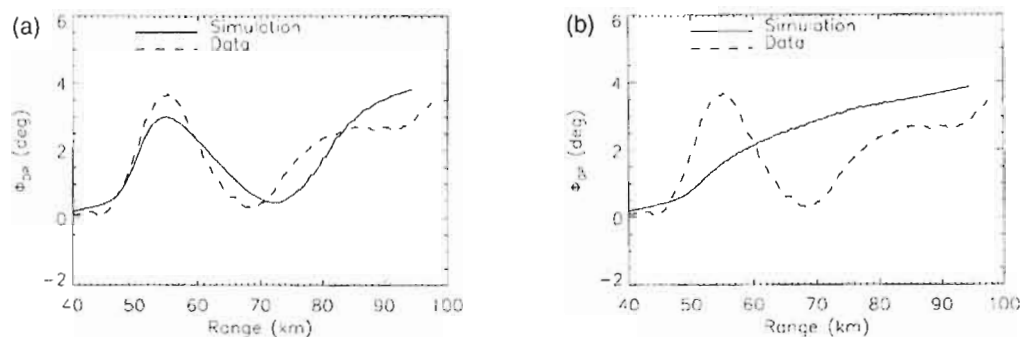 (a)
6
4
2
0
−2
Φ_DP (deg)
Simulation
Data
40 50 60 70 80 90 100
Range (km)
(b)
6
4
2
0
−2
Φ_DP (deg)
Simulation
Data
40 50 60 70 80 90 100
Range (km)